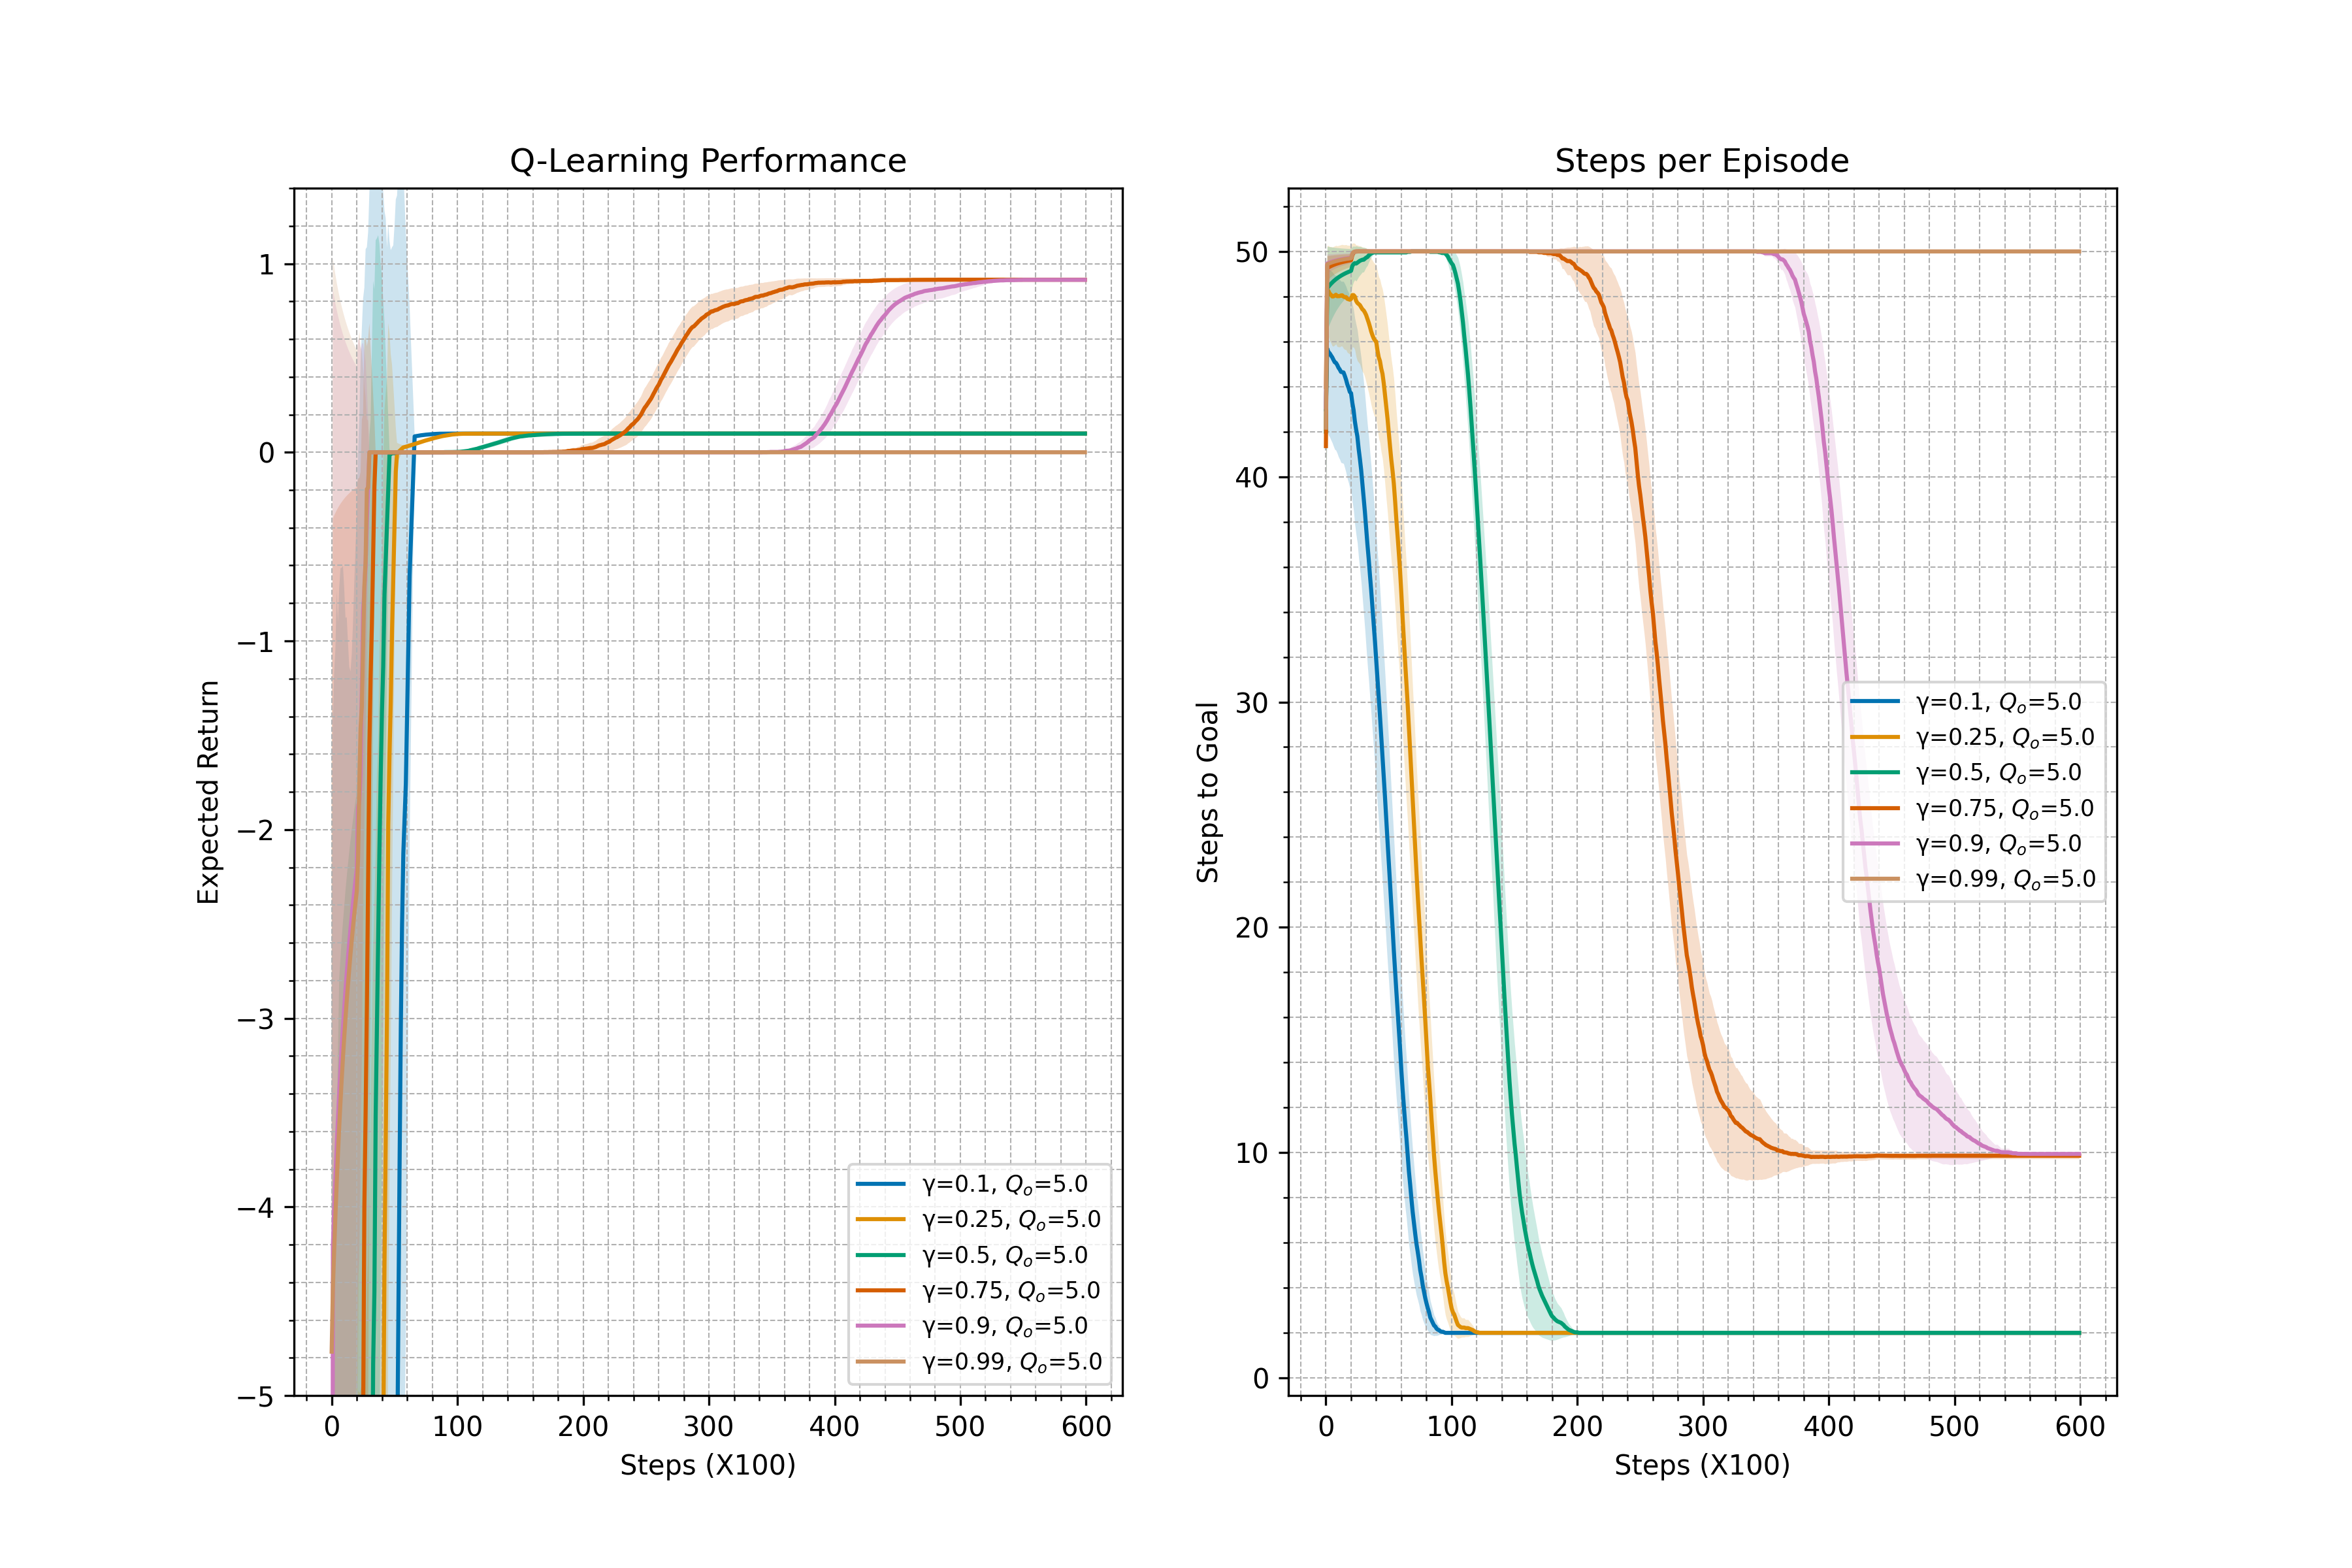 Q-Learning Performance
1
0
−1
−2
−3
−4
−5
Expected Return
0 100 200 300 400 500 600
Steps (X100)
γ=0.1, Qₒ=5.0
γ=0.25, Qₒ=5.0
γ=0.5, Qₒ=5.0
γ=0.75, Qₒ=5.0
γ=0.9, Qₒ=5.0
γ=0.99, Qₒ=5.0
Steps per Episode
50
40
30
20
10
0
Steps to Goal
0 100 200 300 400 500 600
Steps (X100)
γ=0.1, Qₒ=5.0
γ=0.25, Qₒ=5.0
γ=0.5, Qₒ=5.0
γ=0.75, Qₒ=5.0
γ=0.9, Qₒ=5.0
γ=0.99, Qₒ=5.0